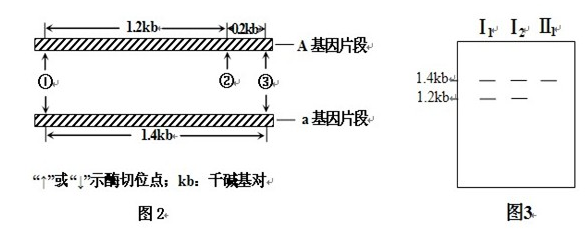 1.2kb 0.2kb
A 基因片段
① ② ③
a 基因片段
1.4kb
“↑”或“↓”示酶切位点；kb：千碱基对
图 2
I₁ I₂ II₁
1.4kb
1.2kb
图3